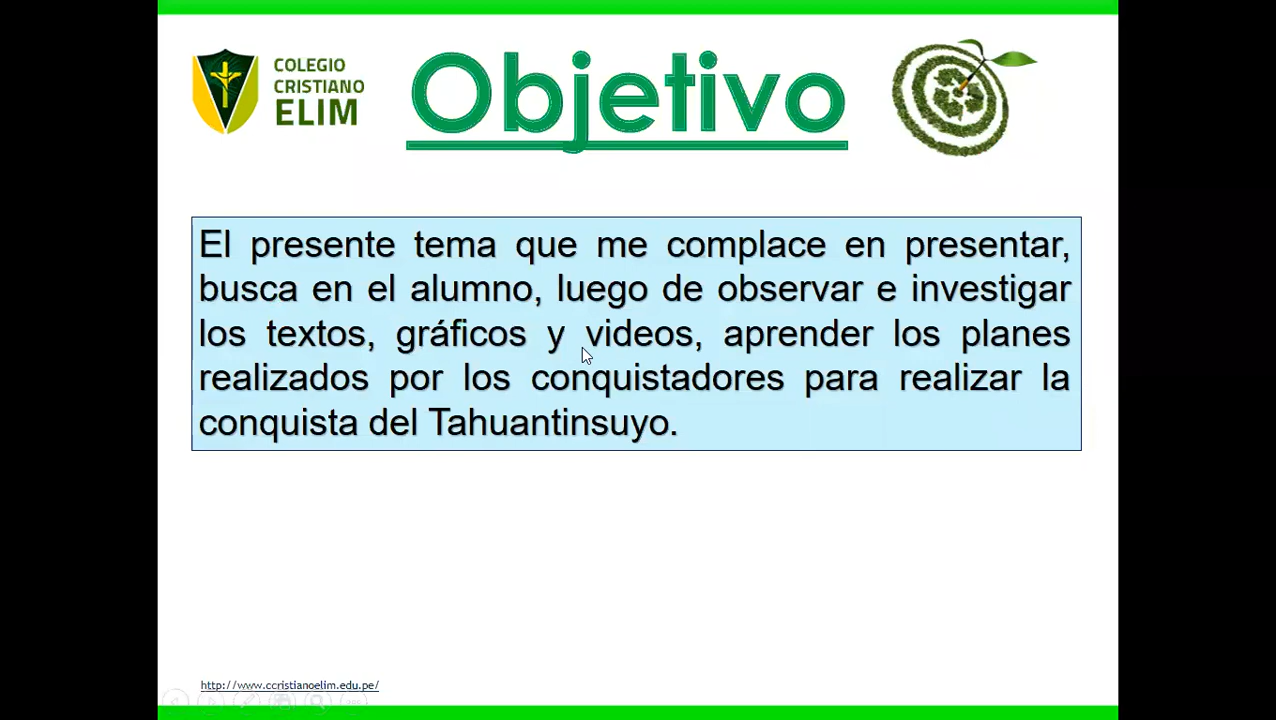 COLEGIO
CRISTIANO
ELIM
Objetivo
El presente tema que me complace en presentar,
busca en el alumno, luego de observar e investigar
los textos, gráficos y videos, aprender los planes
realizados por los conquistadores para realizar la
conquista del Tahuantinsuyo.
http://www.ccristianoelim.edu.pe/